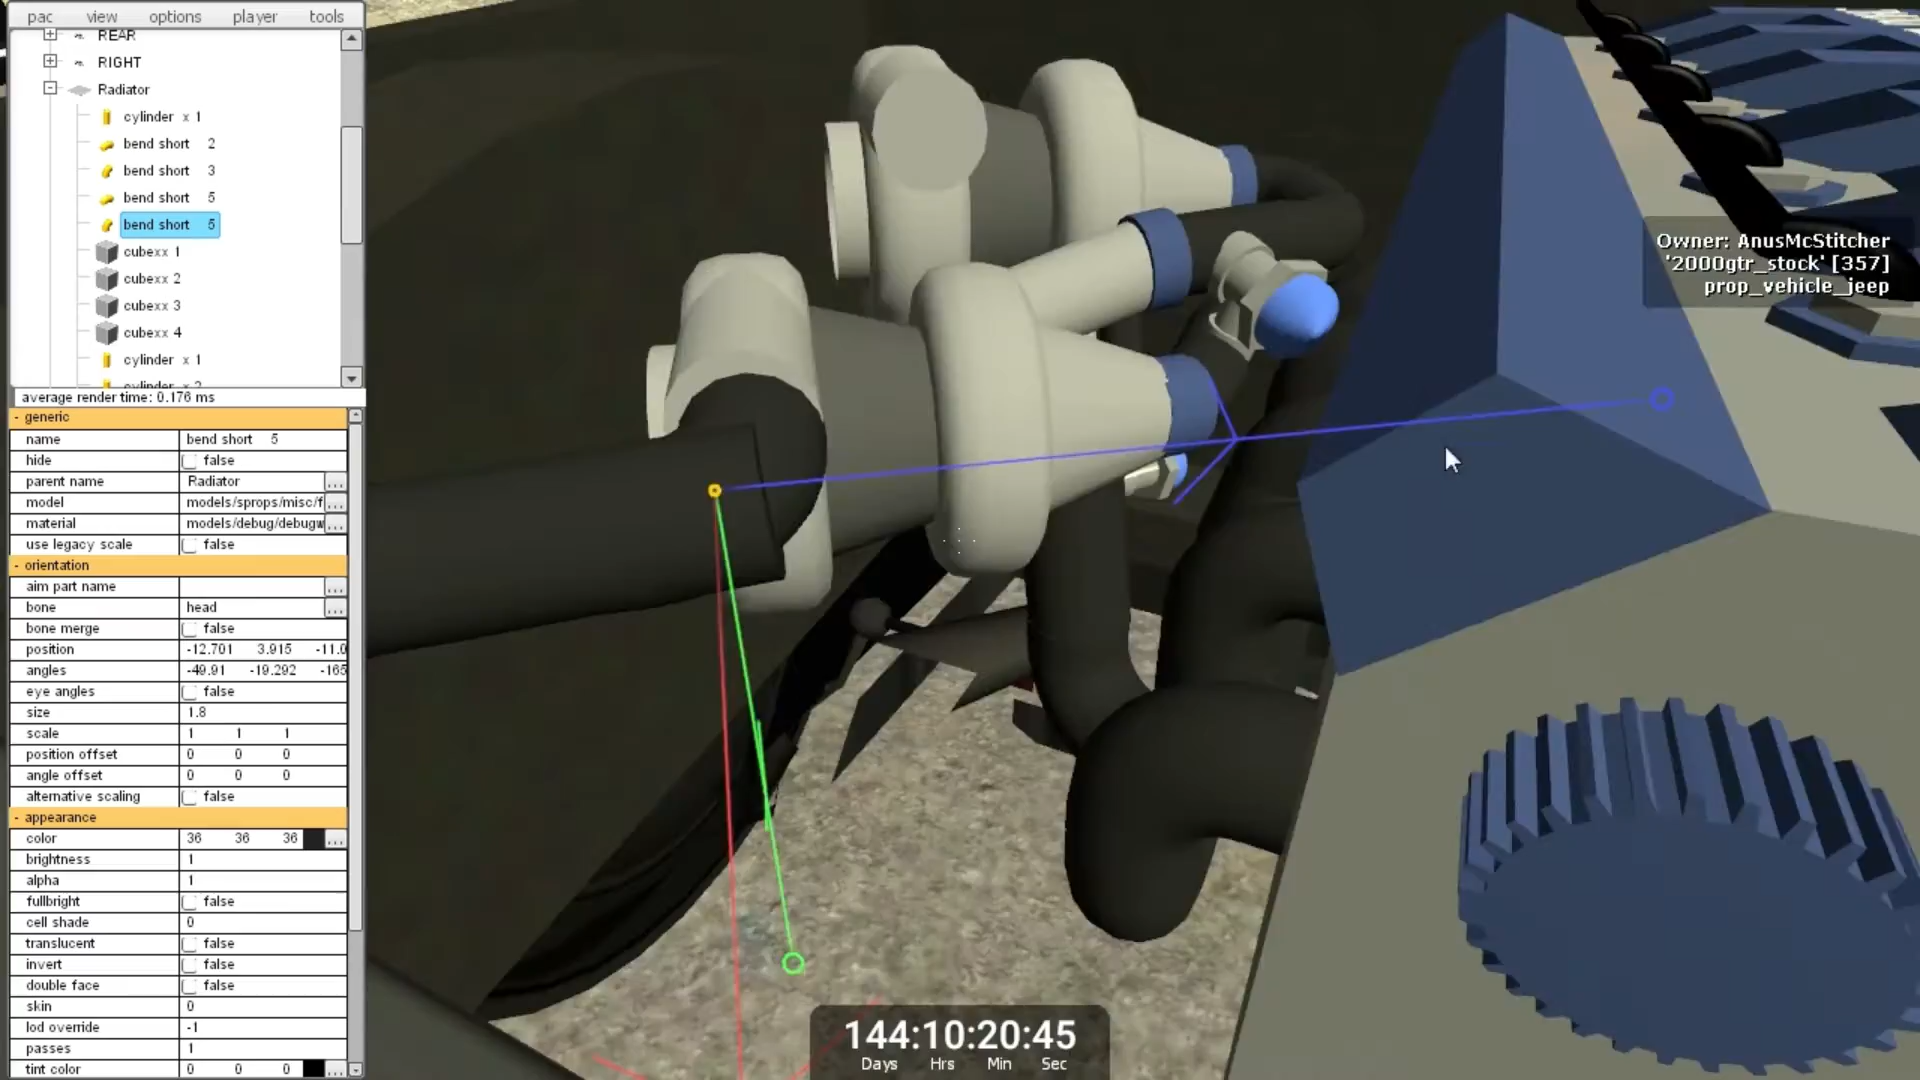 pac view options player tools
REAR
RIGHT
Radiator
cylinder x 1
bend short 2
bend short 3
bend short 5
bend short 5
cubexx 1
cubexx 2
cubexx 3
cubexx 4
cylinder x 1
average render time: 0.176 ms
- generic
name bend short 5
hide false
parent name Radiator ...
model models/sprops/misc/f ...
material models/debug/debugw ...
use legacy scale false
- orientation
aim part name ...
bone head ...
bone merge false
position -12.701 3.915 -11.0
angles -49.91 -19.292 -165
eye angles false
size 1.8
scale 1 1 1
position offset 0 0 0
angle offset 0 0 0
alternative scaling false
- appearance
color 36 36 36 ...
brightness 1
alpha 1
fullbright false
cell shade 0
translucent false
invert false
double face false
skin 0
lod override -1
passes 1
tint color 0 0 0 ...
Owner: AnusMcStitcher
'2000gtr_stock' [357]
prop_vehicle_jeep
144:10:20:45
Days Hrs Min Sec